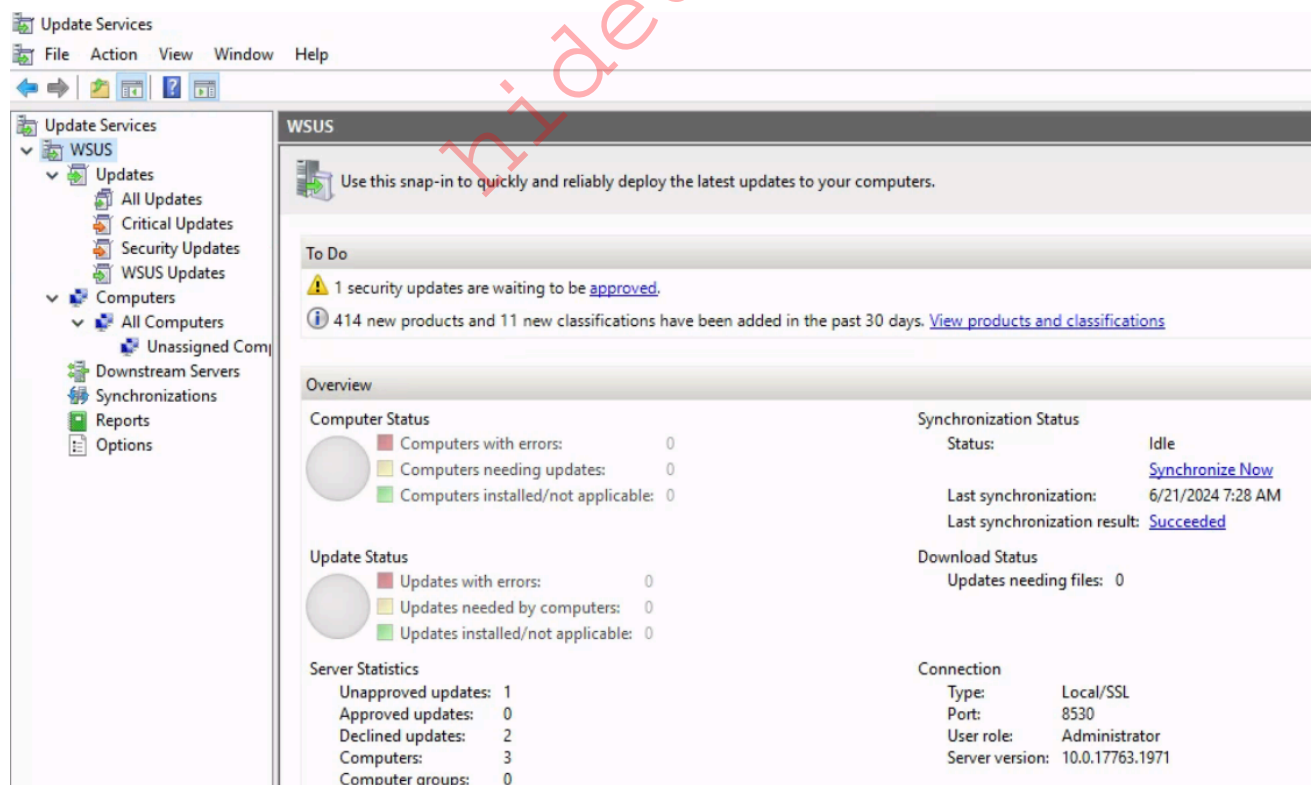 Update Services
File Action View Window Help
Update Services
WSUS
Updates
All Updates
Critical Updates
Security Updates
WSUS Updates
Computers
All Computers
Unassigned Com
Downstream Servers
Synchronizations
Reports
Options
WSUS
Use this snap-in to quickly and reliably deploy the latest updates to your computers.
To Do
1 security updates are waiting to be approved.
414 new products and 11 new classifications have been added in the past 30 days. View products and classifications
Overview
Computer Status
Computers with errors: 0
Computers needing updates: 0
Computers installed/not applicable: 0
Synchronization Status
Status: Idle
Synchronize Now
Last synchronization: 6/21/2024 7:28 AM
Last synchronization result: Succeeded
Update Status
Updates with errors: 0
Updates needed by computers: 0
Updates installed/not applicable: 0
Download Status
Updates needing files: 0
Server Statistics
Unapproved updates: 1
Approved updates: 0
Declined updates: 2
Computers: 3
Computer groups: 0
Connection
Type: Local/SSL
Port: 8530
User role: Administrator
Server version: 10.0.17763.1971
hide